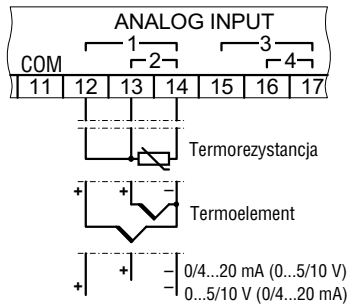 ANALOG INPUT
1 3
COM 2 4
11 12 13 14 15 16 17
Termorezystancja
+ + –
Termoelement
+ – 0/4...20 mA (0...5/10 V)
+ – 0...5/10 V (0/4...20 mA)